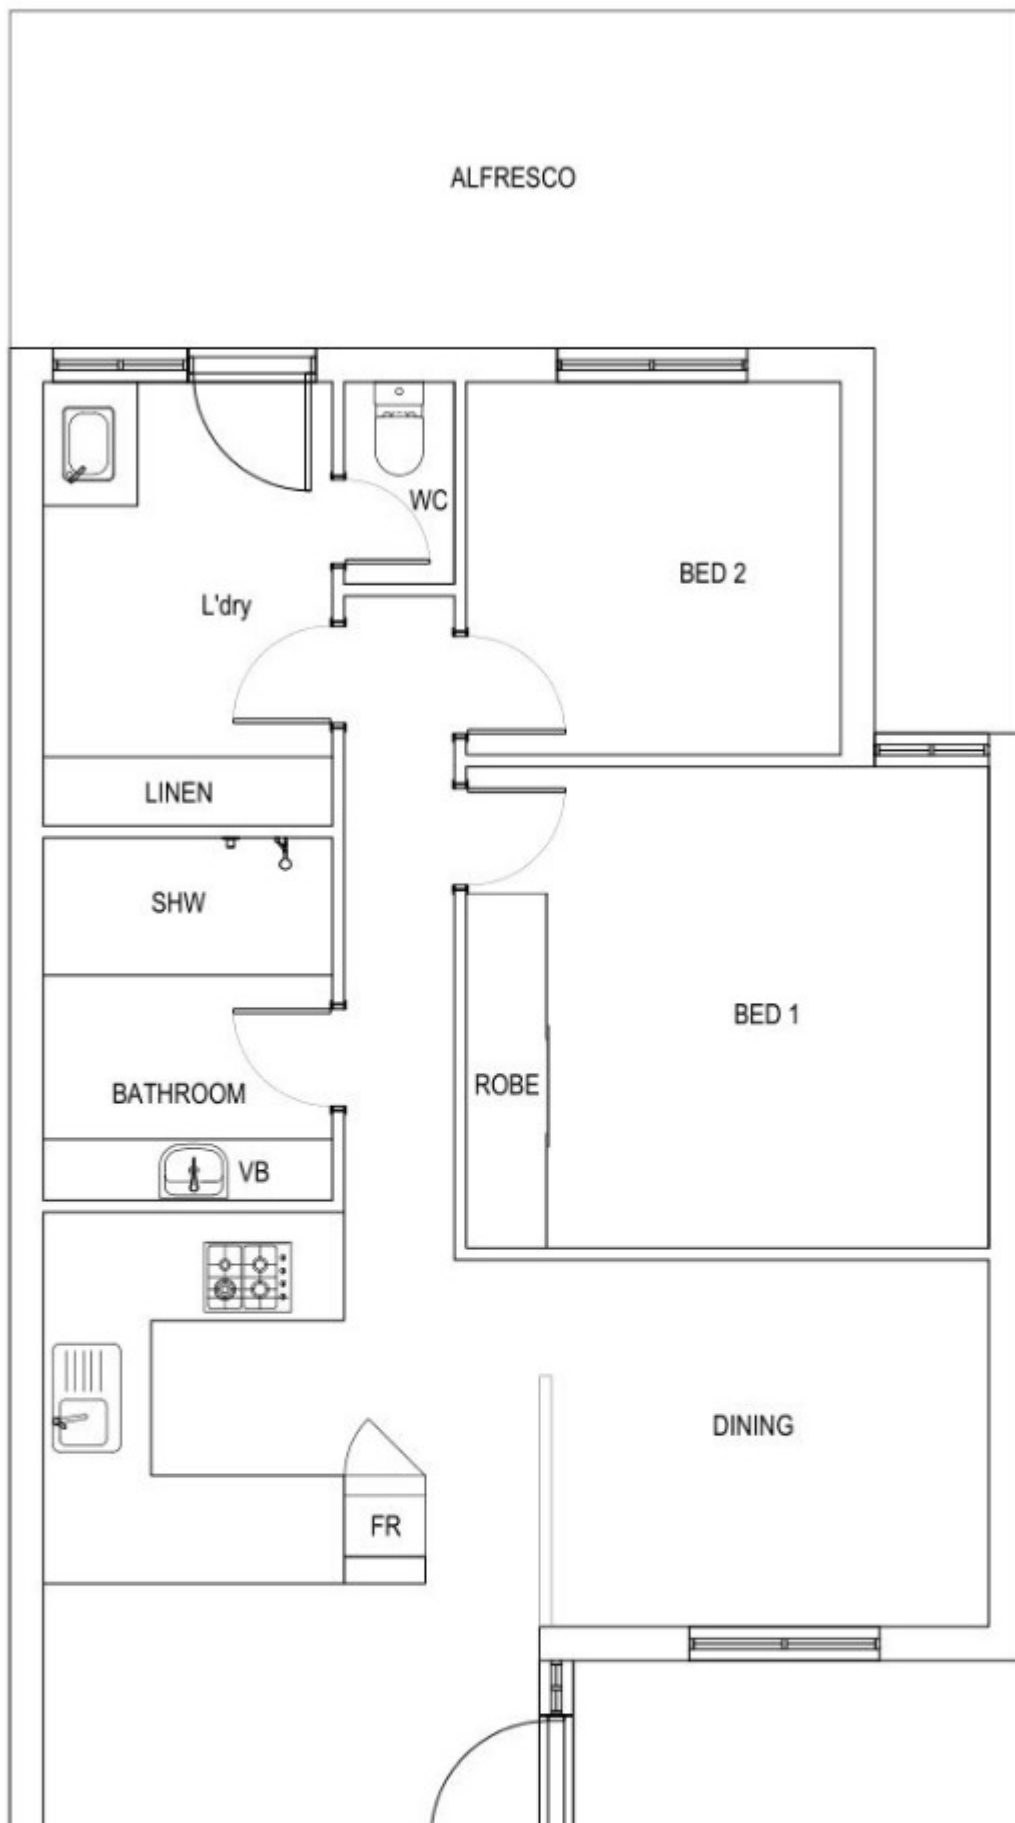 ALFRESCO
WC
BED 2
L'dry
LINEN
SHW
BED 1
ROBE
BATHROOM
VB
DINING
FR